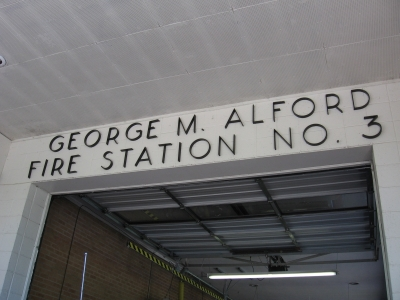 GEORGE M. ALFORD
FIRE STATION NO. 3